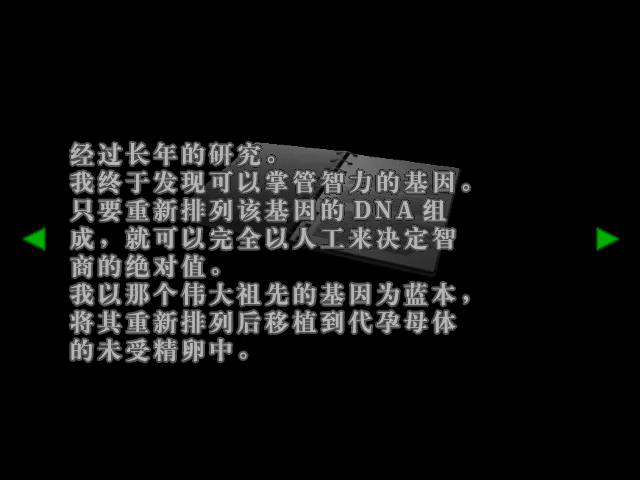 经过长年的研究。
我终于发现可以掌管智力的基因。
只要重新排列该基因的DNA组
成，就可以完全以人工来决定智
商的绝对值。
我以那个伟大祖先的基因为蓝本，
将其重新排列后移植到代孕母体
的未受精卵中。